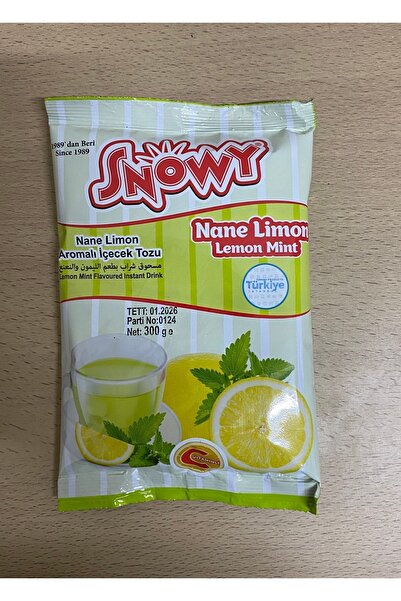 1989'dan Beri
Since 1989
SNOWY
Nane Limon
Lemon Mint
Nane Limon
Aromalı İçecek Tozu
مسحوق شراب بطعم الليمون والنعنع
Lemon Mint Flavoured Instant Drink
Türkiye
TETT: 01.2026
Parti No:0124
Net: 300 g e
C